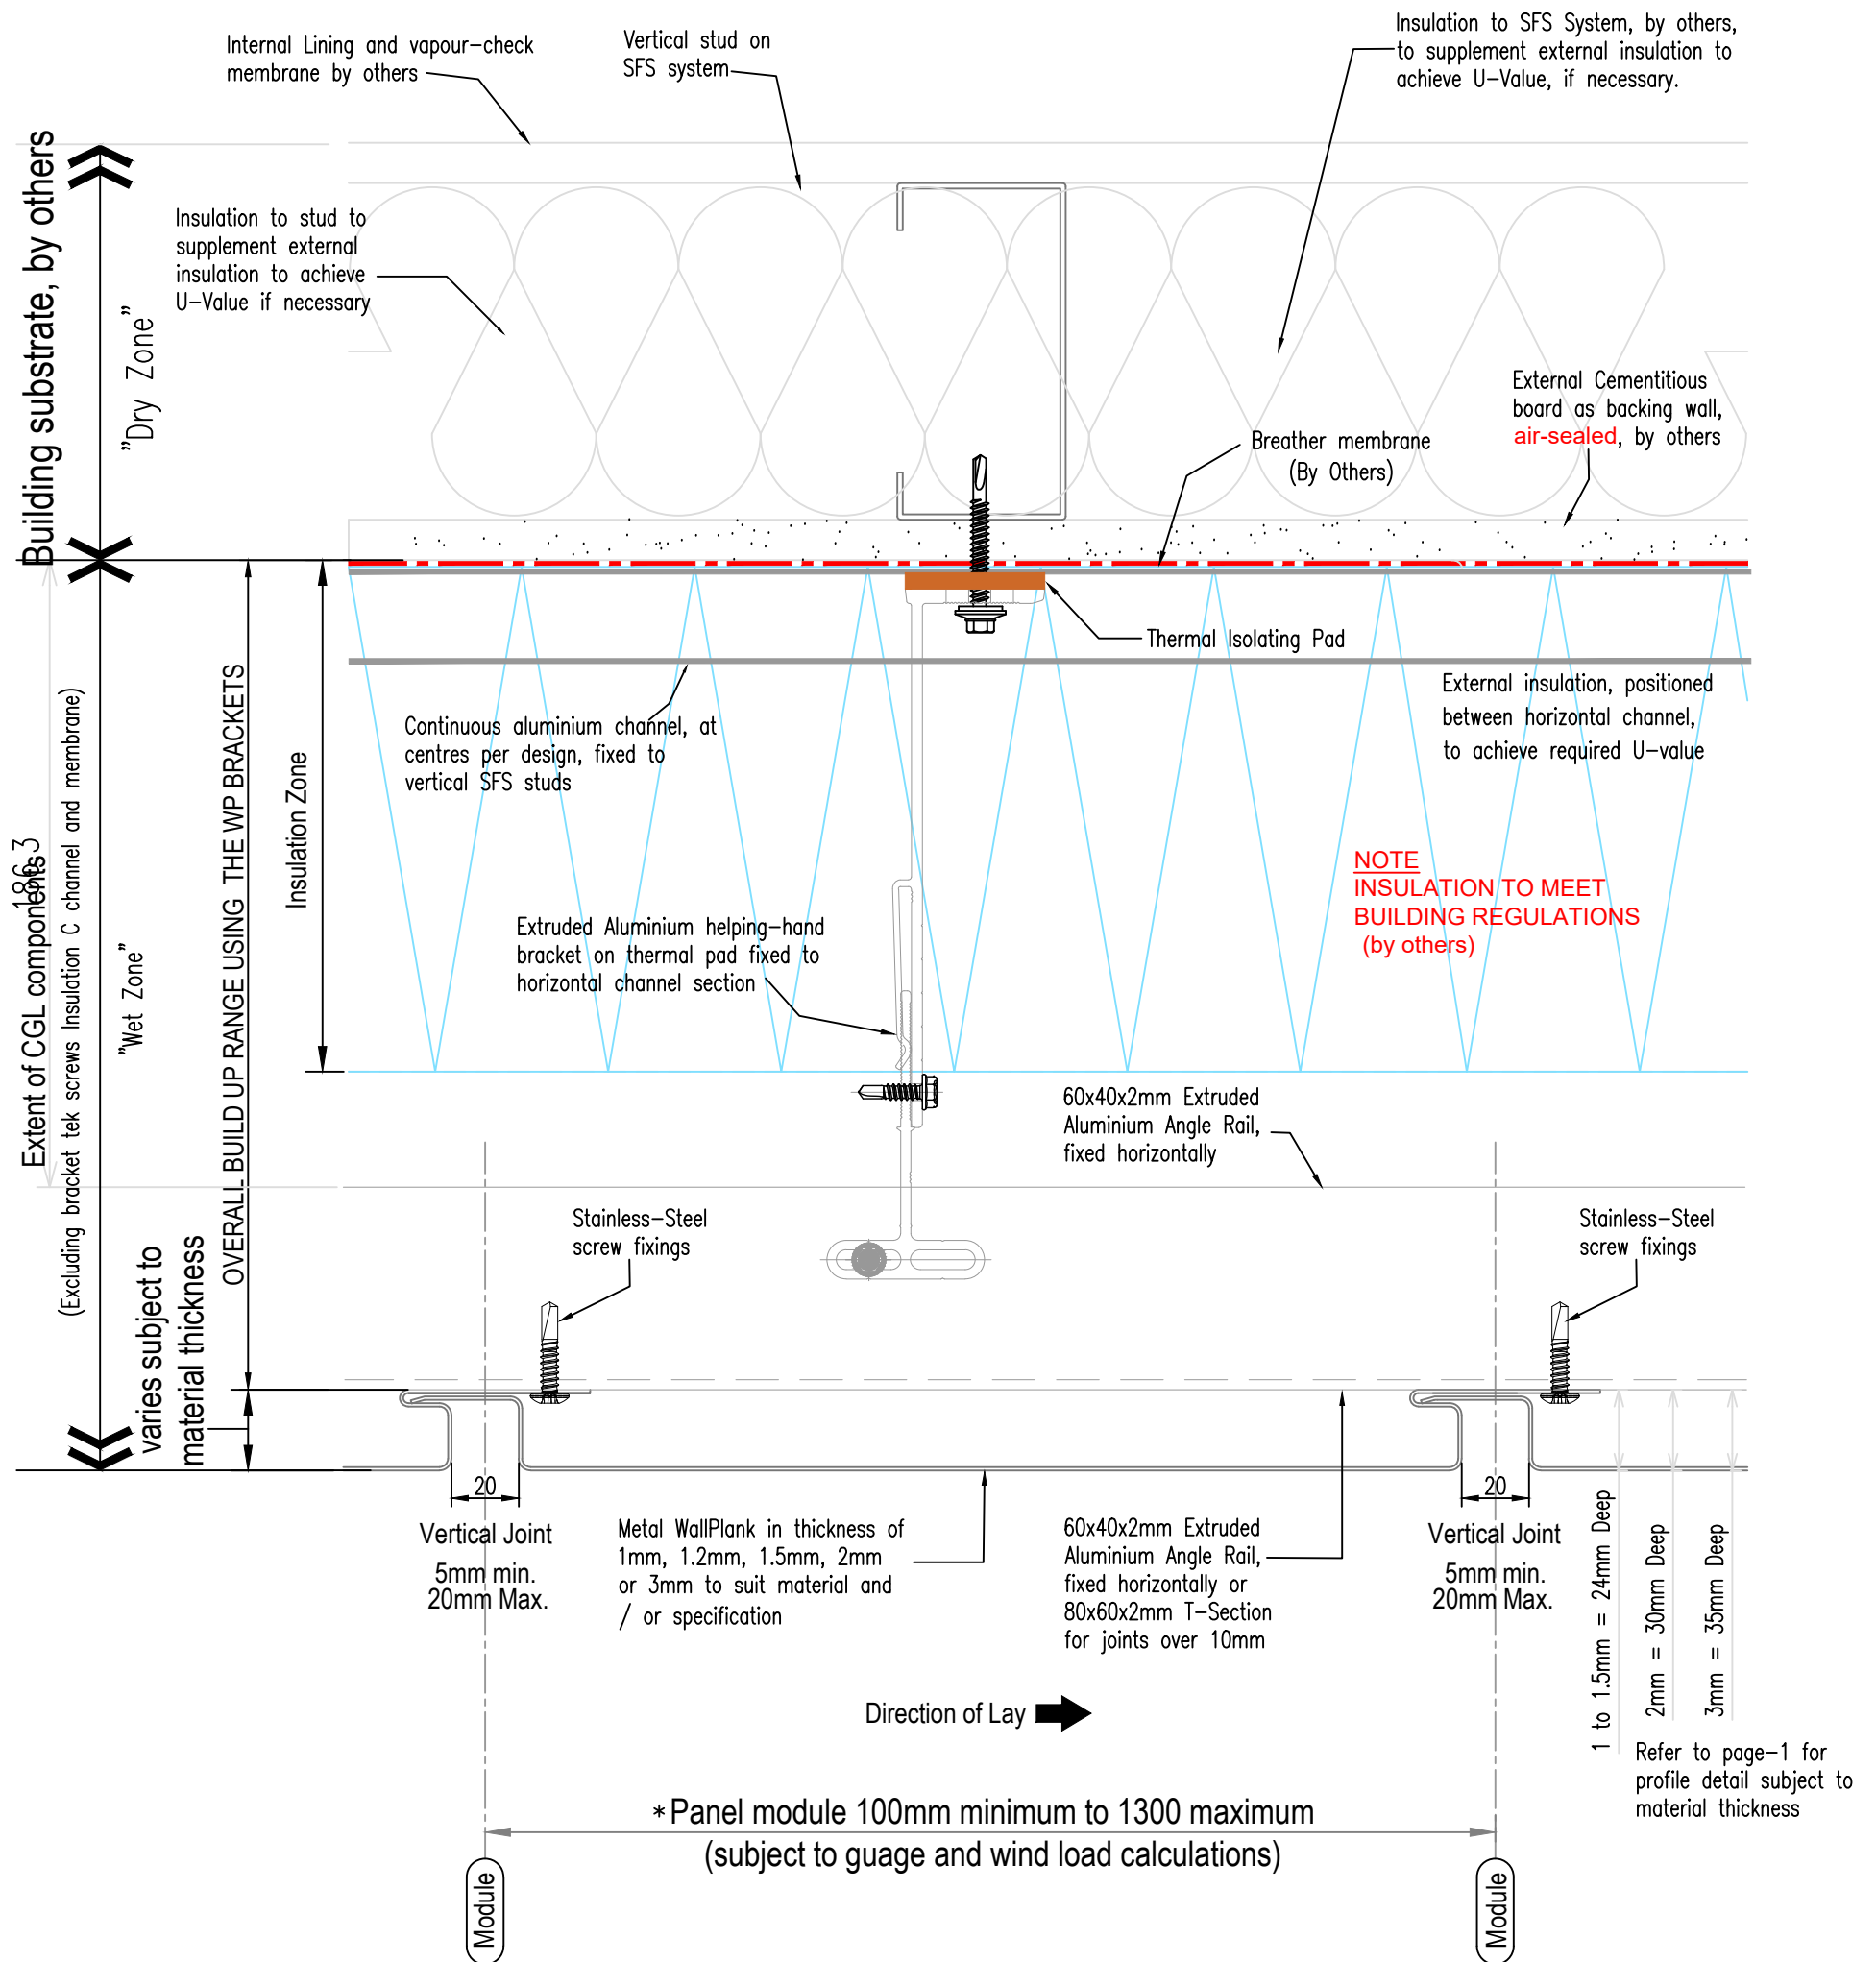 Internal Lining and vapour-check
membrane by others
Vertical stud on
SFS system
Insulation to SFS System, by others,
to supplement external insulation to
achieve U-Value, if necessary.
Building substrate, by others
"Dry Zone"
Insulation to stud to
supplement external
insulation to achieve
U-Value if necessary
External Cementitious
board as backing wall,
air-sealed, by others
Breather membrane
(By Others)
Thermal Isolating Pad
External insulation, positioned
between horizontal channel,
to achieve required U-value
Continuous aluminium channel, at
centres per design, fixed to
vertical SFS studs
Insulation Zone
OVERALL BUILD UP RANGE USING THE WP BRACKETS
186.3
Extent of CGL components
(Excluding bracket tek screws Insulation C channel and membrane)
"Wet Zone"
NOTE
INSULATION TO MEET
BUILDING REGULATIONS
(by others)
Extruded Aluminium helping-hand
bracket on thermal pad fixed to
horizontal channel section
60x40x2mm Extruded
Aluminium Angle Rail,
fixed horizontally
Stainless-Steel
screw fixings
Stainless-Steel
screw fixings
varies subject to
material thickness
20
20
Vertical Joint
5mm min.
20mm Max.
Metal WallPlank in thickness of
1mm, 1.2mm, 1.5mm, 2mm
or 3mm to suit material and
/ or specification
60x40x2mm Extruded
Aluminium Angle Rail,
fixed horizontally or
80x60x2mm T-Section
for joints over 10mm
Vertical Joint
5mm min.
20mm Max.
1 to 1.5mm = 24mm Deep
2mm = 30mm Deep
3mm = 35mm Deep
Direction of Lay
Refer to page-1 for
profile detail subject to
material thickness
*Panel module 100mm minimum to 1300 maximum
(subject to guage and wind load calculations)
Module
Module